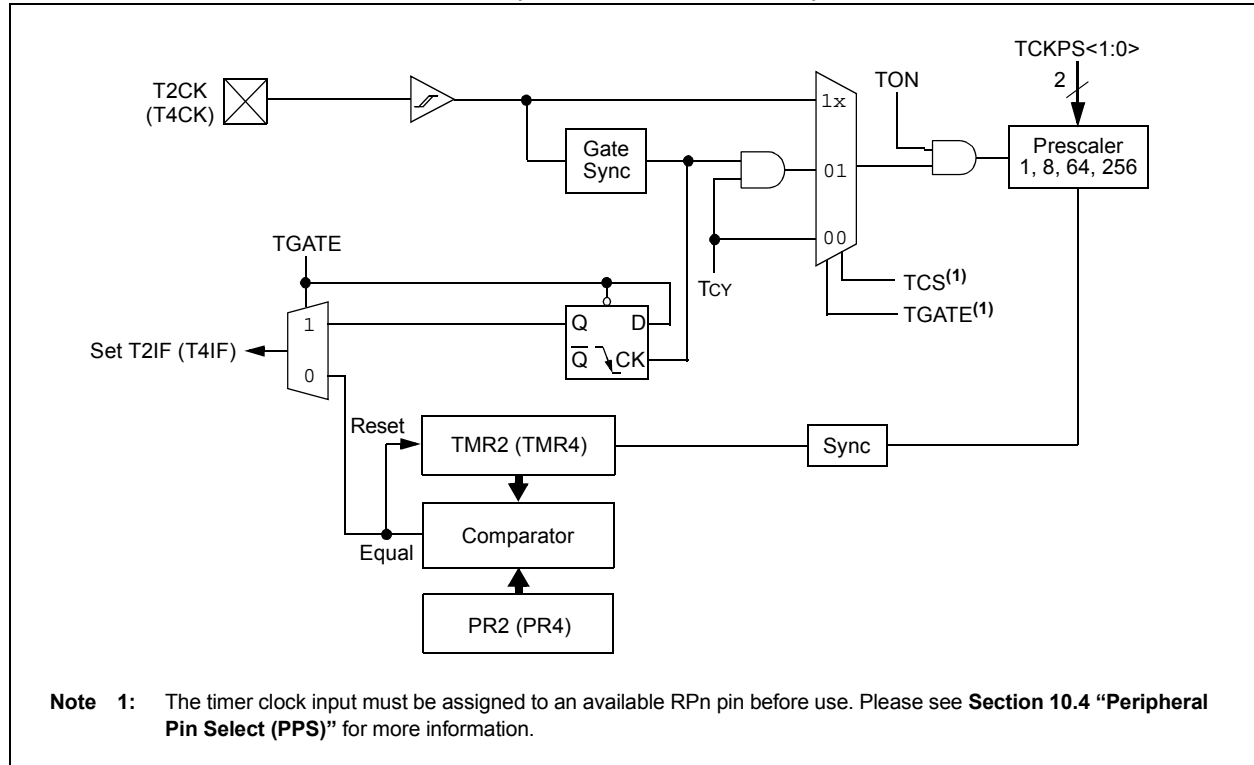 TCKPS<1:0>
2
T2CK
(T4CK)
TON
1x
Gate
Sync
Prescaler
1, 8, 64, 256
01
00
TGATE
TCY
TCS(1)
TGATE(1)
1
Q D
Q CK
Set T2IF (T4IF)
0
Reset
TMR2 (TMR4)
Sync
Comparator
Equal
PR2 (PR4)
Note 1: The timer clock input must be assigned to an available RPn pin before use. Please see Section 10.4 “Peripheral
Pin Select (PPS)” for more information.